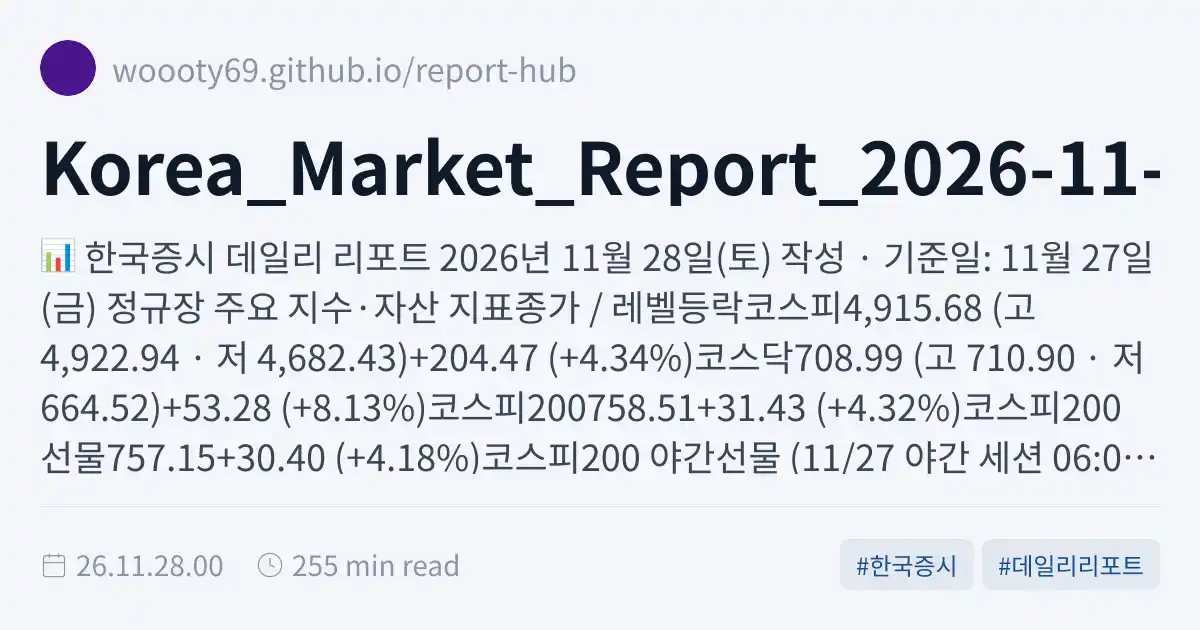 woooty69.github.io/report-hub
Korea_Market_Report_2026-11-
📊 한국증시 데일리 리포트 2026년 11월 28일(토) 작성 · 기준일: 11월 27일
(금) 정규장 주요 지수·자산 지표종가 / 레벨등락코스피4,915.68 (고
4,922.94 · 저 4,682.43)+204.47 (+4.34%)코스닥708.99 (고 710.90 · 저
664.52)+53.28 (+8.13%)코스피200758.51+31.43 (+4.32%)코스피200
선물757.15+30.40 (+4.18%)코스피200 야간선물 (11/27 야간 세션 06:0…
26.11.28.00
255 min read
#한국증시
#데일리리포트